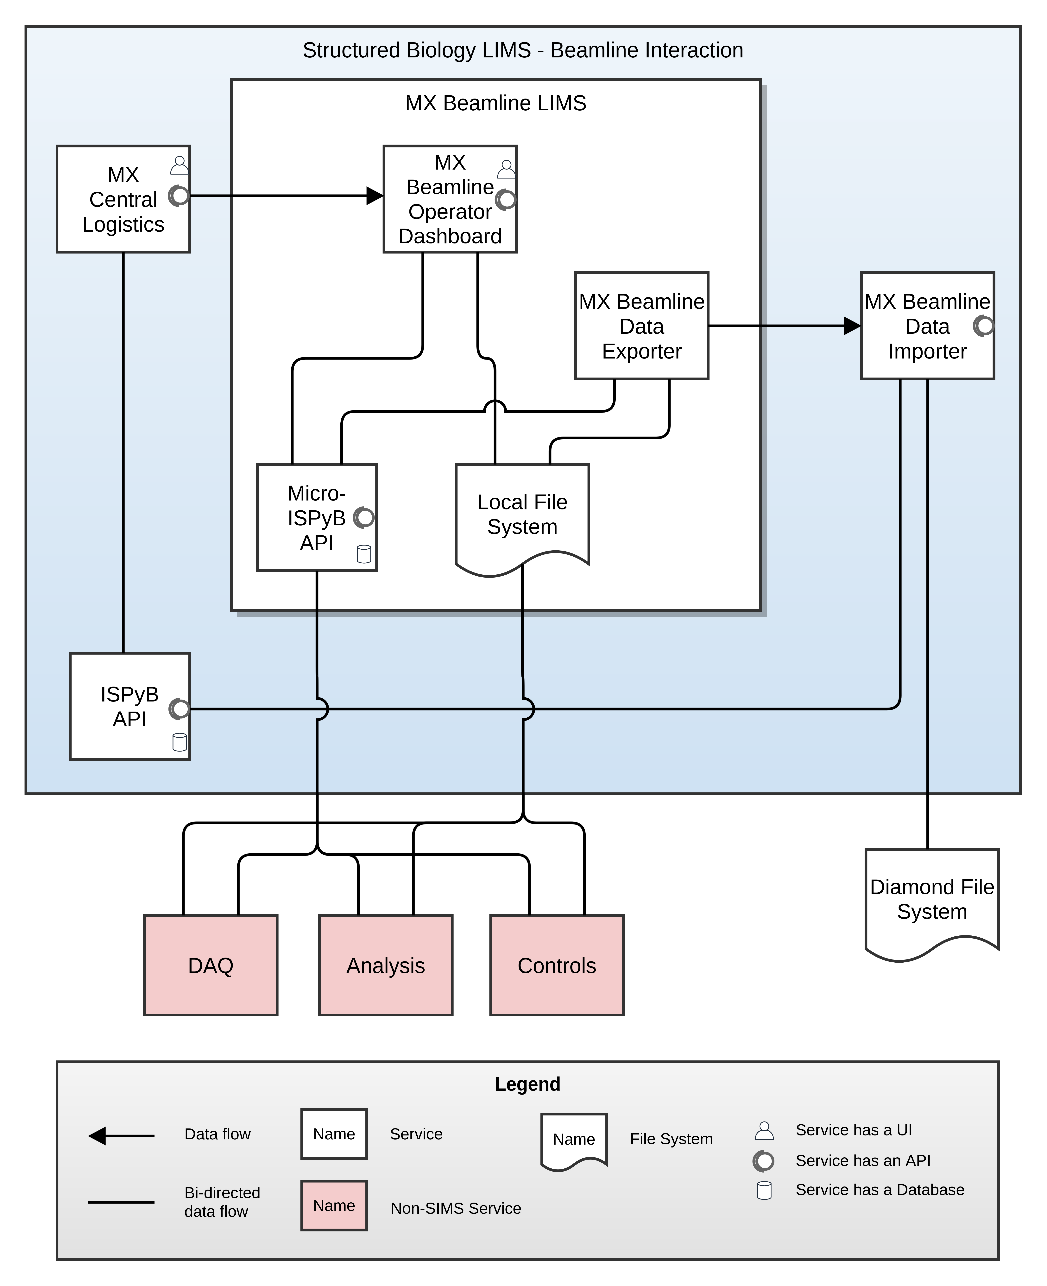 Structured Biology LIMS - Beamline Interaction
MX Beamline LIMS
MX
Central
Logistics
MX
Beamline
Operator
Dashboard
MX Beamline
Data
Exporter
MX Beamline
Data
Importer
Micro-
ISPyB
API
Local File
System
ISPyB
API
Diamond File
System
DAQ
Analysis
Controls
Legend
Data flow
Name
Service
Name
File System
Service has a UI
Service has an API
Service has a Database
Bi-directed
data flow
Name
Non-SIMS Service